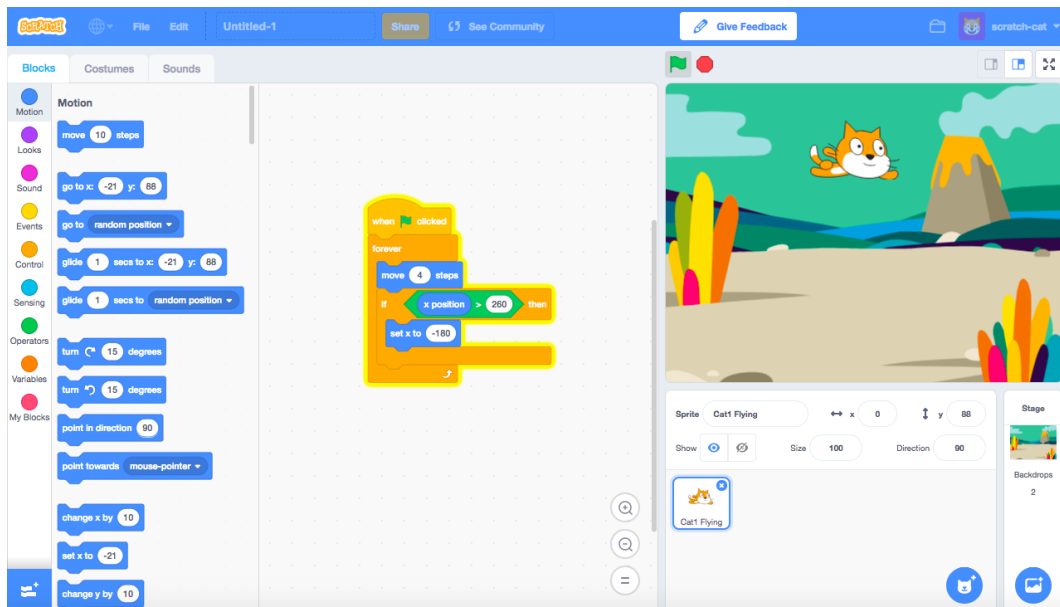 SCRATCH
File Edit Untitled-1 Share See Community Give Feedback scratch-cat
Blocks Costumes Sounds
Motion
Looks
Sound
Events
Control
Sensing
Operators
Variables
My Blocks
Motion
move 10 steps
go to x: -21 y: 88
go to random position
glide 1 secs to x: -21 y: 88
glide 1 secs to random position
turn 15 degrees
turn 15 degrees
point in direction 90
point towards mouse-pointer
change x by 10
set x to -21
change y by 10
when clicked
forever
move 4 steps
if x position > 260 then
set x to -180
Sprite Cat1 Flying x 0 y 88
Show Size 100 Direction 90
Cat1 Flying
Stage
Backdrops
2